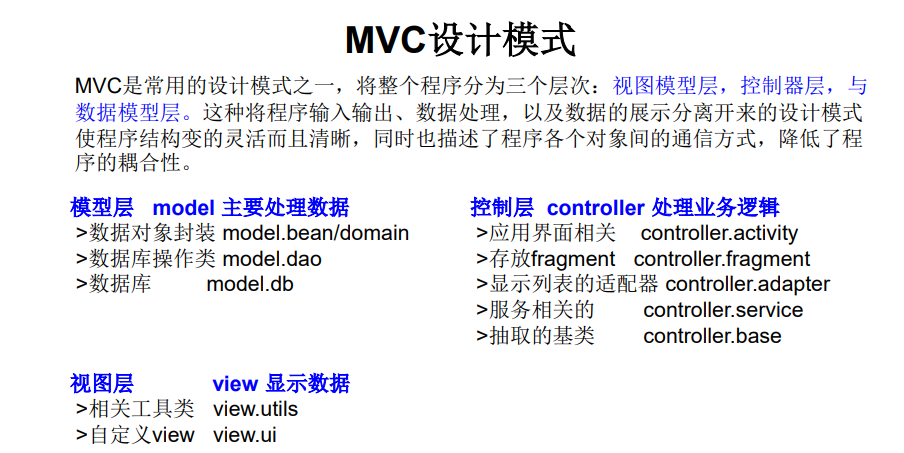 MVC设计模式
MVC是常用的设计模式之一，将整个程序分为三个层次：视图模型层，控制器层，与
数据模型层。这种将程序输入输出、数据处理，以及数据的展示分离开来的设计模式
使程序结构变的灵活而且清晰，同时也描述了程序各个对象间的通信方式，降低了程
序的耦合性。
模型层 model 主要处理数据
>数据对象封装 model.bean/domain
>数据库操作类 model.dao
>数据库 model.db
控制层 controller 处理业务逻辑
>应用界面相关 controller.activity
>存放fragment controller.fragment
>显示列表的适配器 controller.adapter
>服务相关的 controller.service
>抽取的基类 controller.base
视图层 view 显示数据
>相关工具类 view.utils
>自定义view view.ui